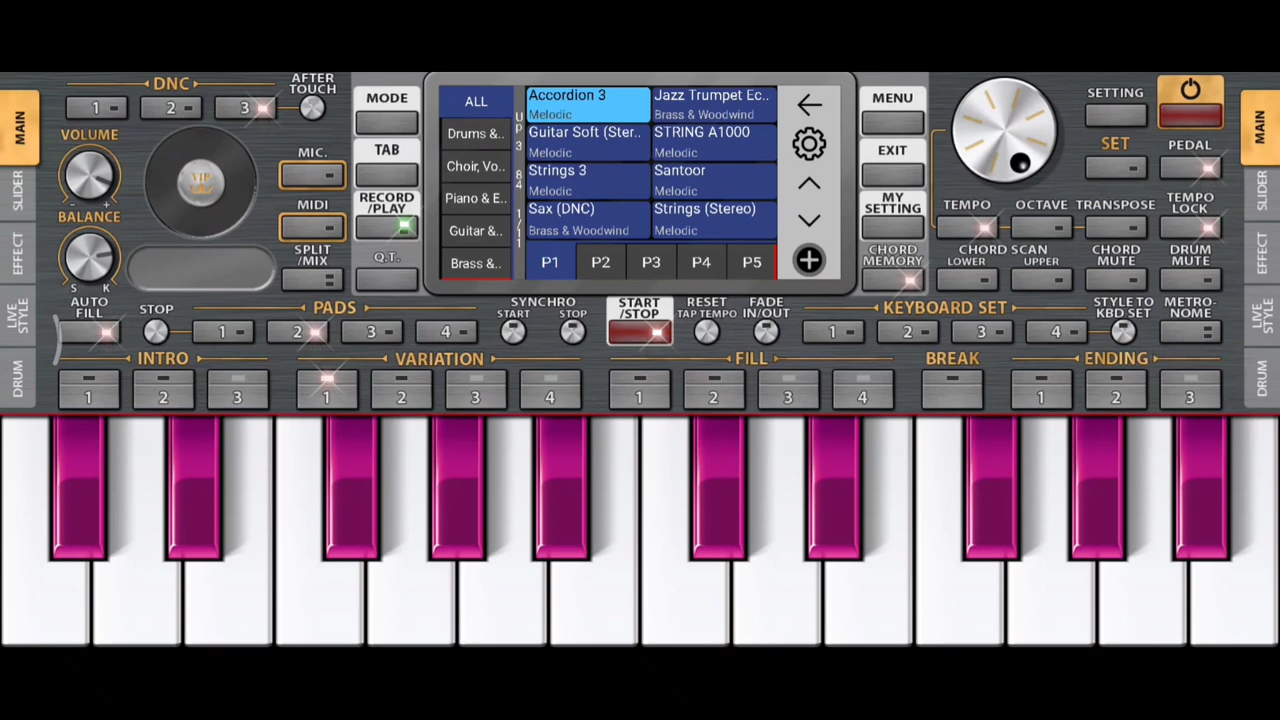 DNC
AFTER
TOUCH
1
2
3
VOLUME
- +
BALANCE
S K
VIP
MIC.
MIDI
SPLIT
/MIX
MODE
TAB
RECORD
/PLAY
Q.T.
ALL
Drums &..
Choir, Vo..
Piano & E..
Guitar &..
Brass &..
Up 3
84
1/11
Accordion 3
Melodic
Jazz Trumpet Ec..
Brass & Woodwind
Guitar Soft (Ster..
Melodic
STRING A1000
Melodic
Strings 3
Melodic
Santoor
Melodic
Sax (DNC)
Brass & Woodwind
Strings (Stereo)
Melodic
P1
P2
P3
P4
P5
MENU
EXIT
MY
SETTING
CHORD
MEMORY
SETTING
SET
PEDAL
TEMPO
OCTAVE
TRANSPOSE
TEMPO
LOCK
CHORD SCAN
LOWER
UPPER
CHORD
MUTE
DRUM
MUTE
MAIN
SLIDER
EFFECT
LIVE
STYLE
DRUM
AUTO
FILL
STOP
PADS
1
2
3
4
SYNCHRO
START
STOP
START
/STOP
RESET
TAP TEMPO
FADE
IN/OUT
KEYBOARD SET
1
2
3
4
STYLE TO
KBD SET
METRO-
NOME
INTRO
1
2
3
VARIATION
1
2
3
4
FILL
1
2
3
4
BREAK
ENDING
1
2
3
MAIN
SLIDER
EFFECT
LIVE
STYLE
DRUM